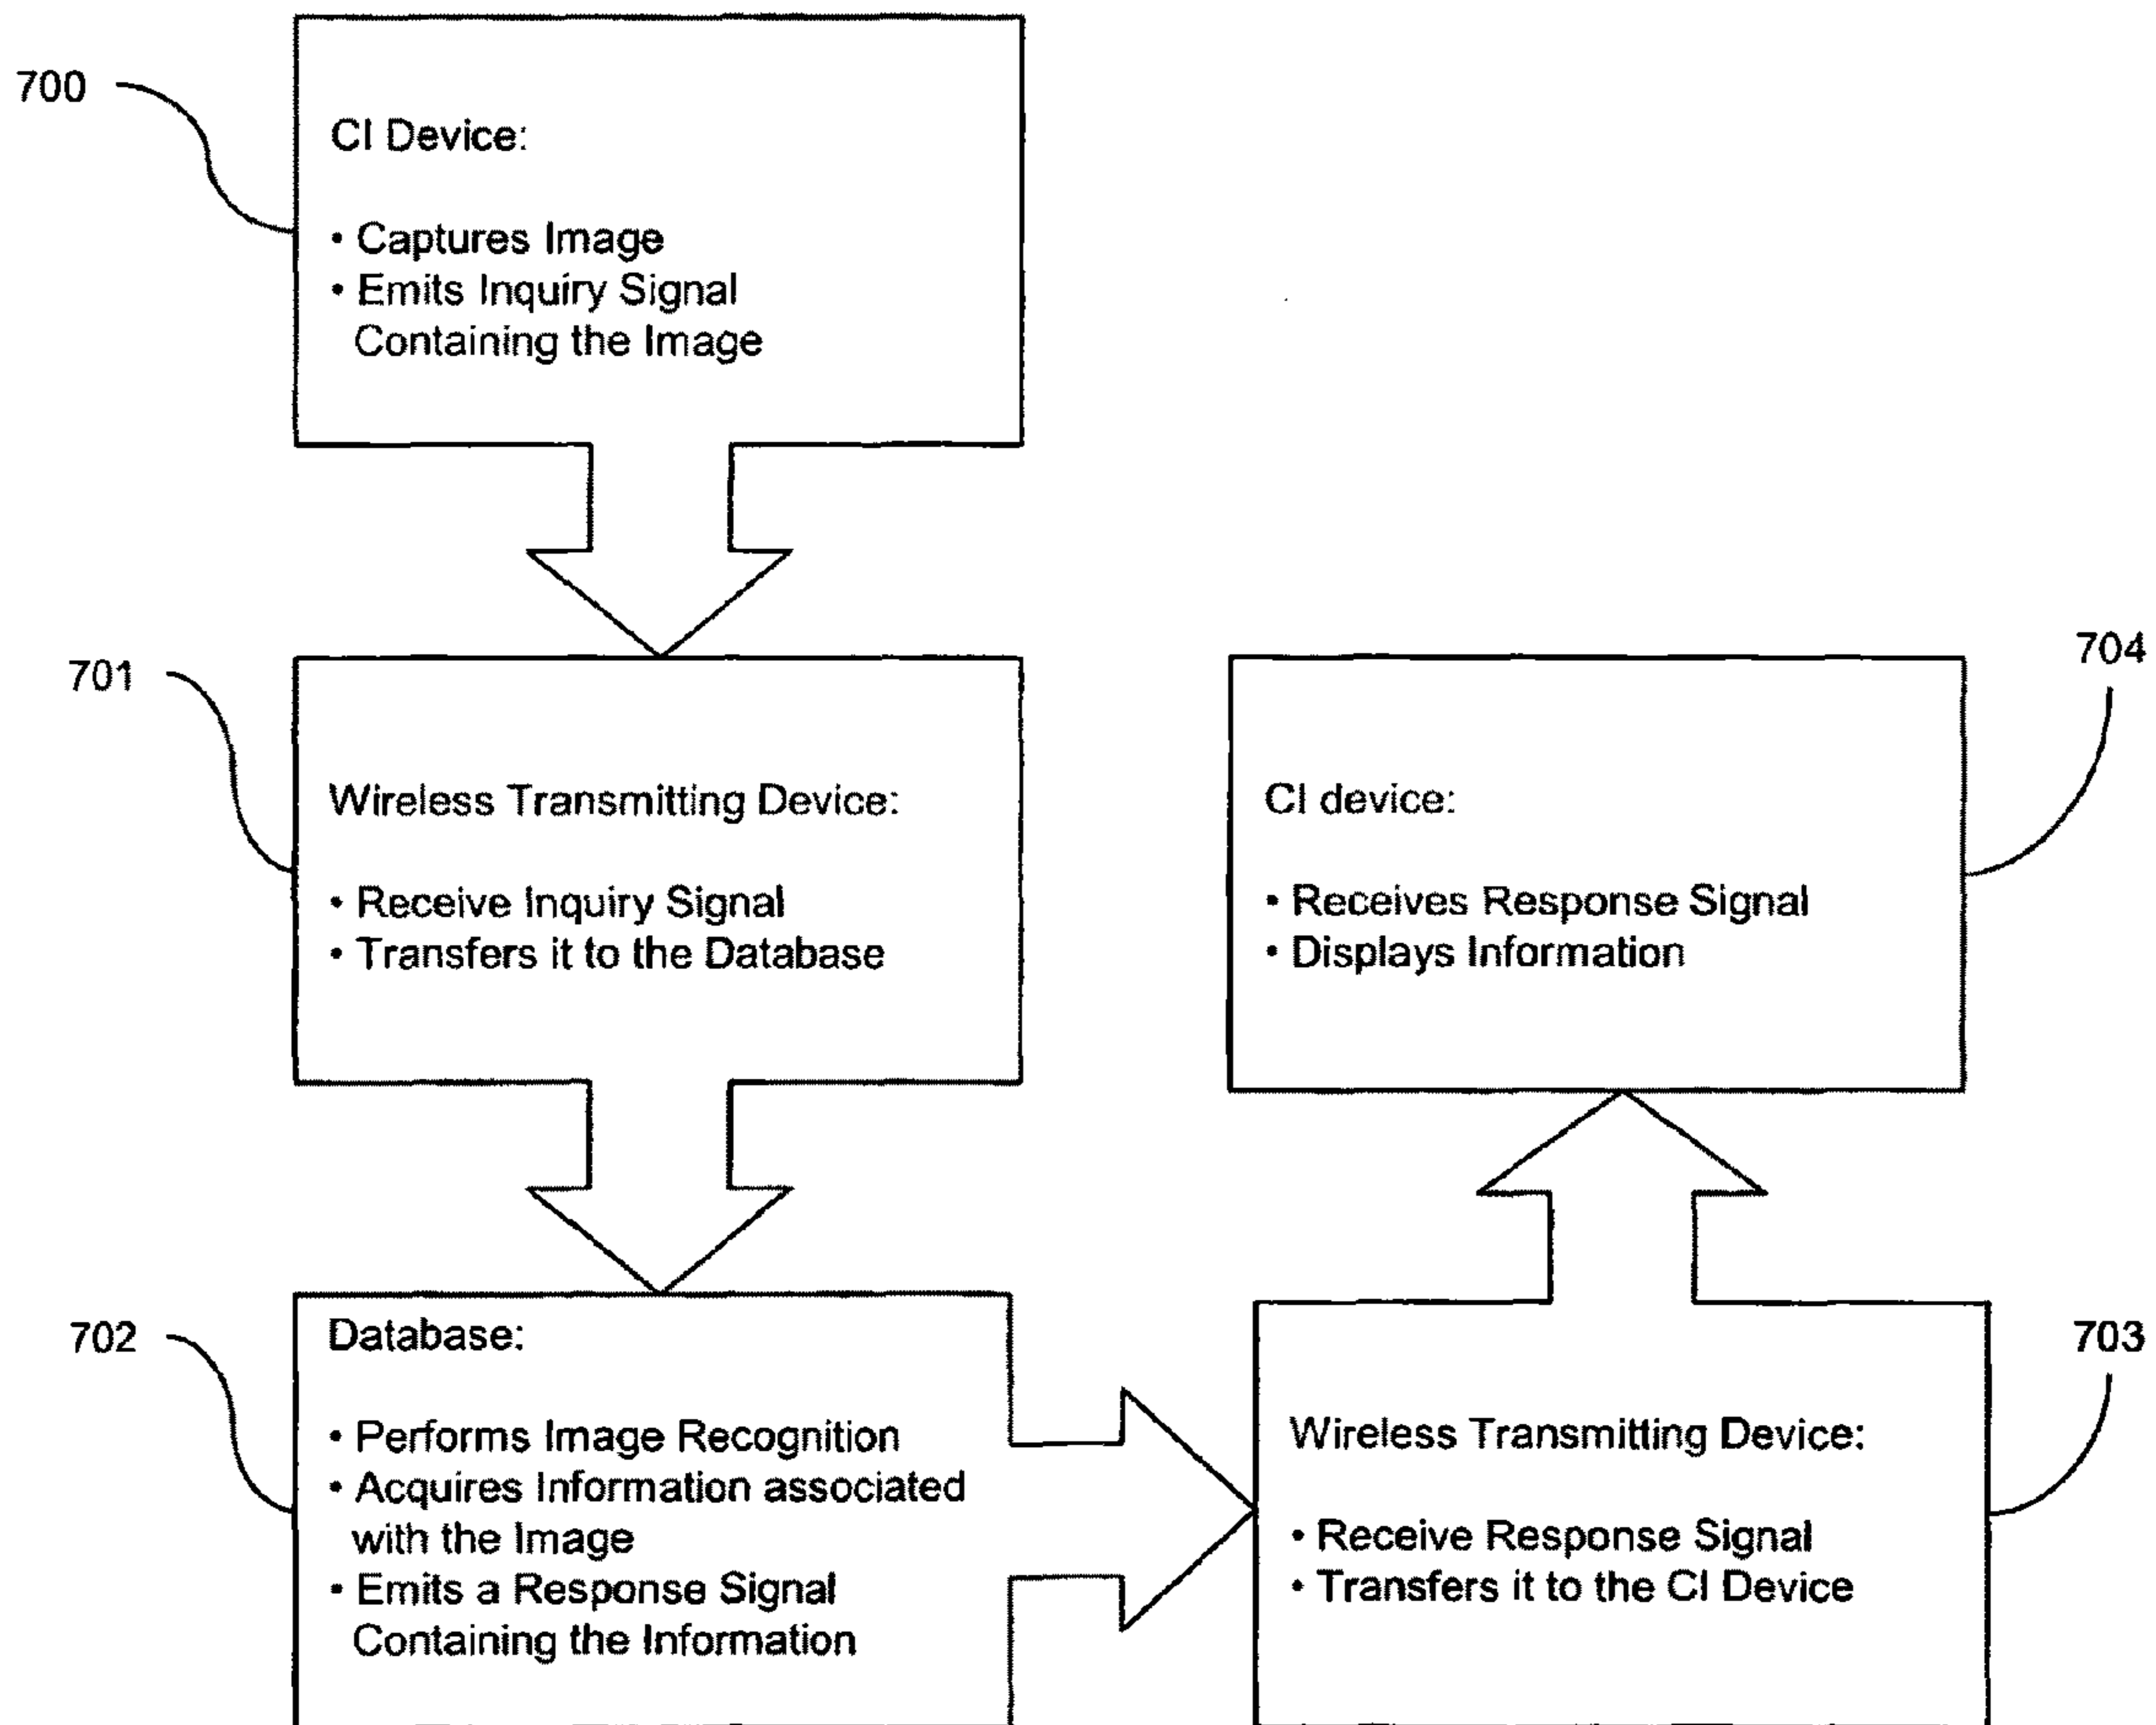 700
CI Device:
• Captures Image
• Emits Inquiry Signal
Containing the Image
701
Wireless Transmitting Device:
• Receive Inquiry Signal
• Transfers it to the Database
704
CI device:
• Receives Response Signal
• Displays Information
702
Database:
• Performs Image Recognition
• Acquires Information associated
with the Image
• Emits a Response Signal
Containing the Information
703
Wireless Transmitting Device:
• Receive Response Signal
• Transfers it to the CI Device